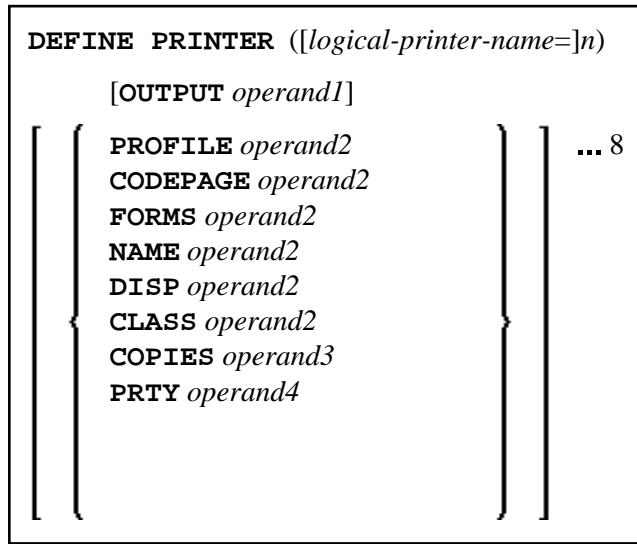 DEFINE PRINTER ([logical-printer-name=]n)
[OUTPUT operand1]
PROFILE operand2 ... 8
CODEPAGE operand2
FORMS operand2
NAME operand2
DISP operand2
CLASS operand2
COPIES operand3
PRTY operand4